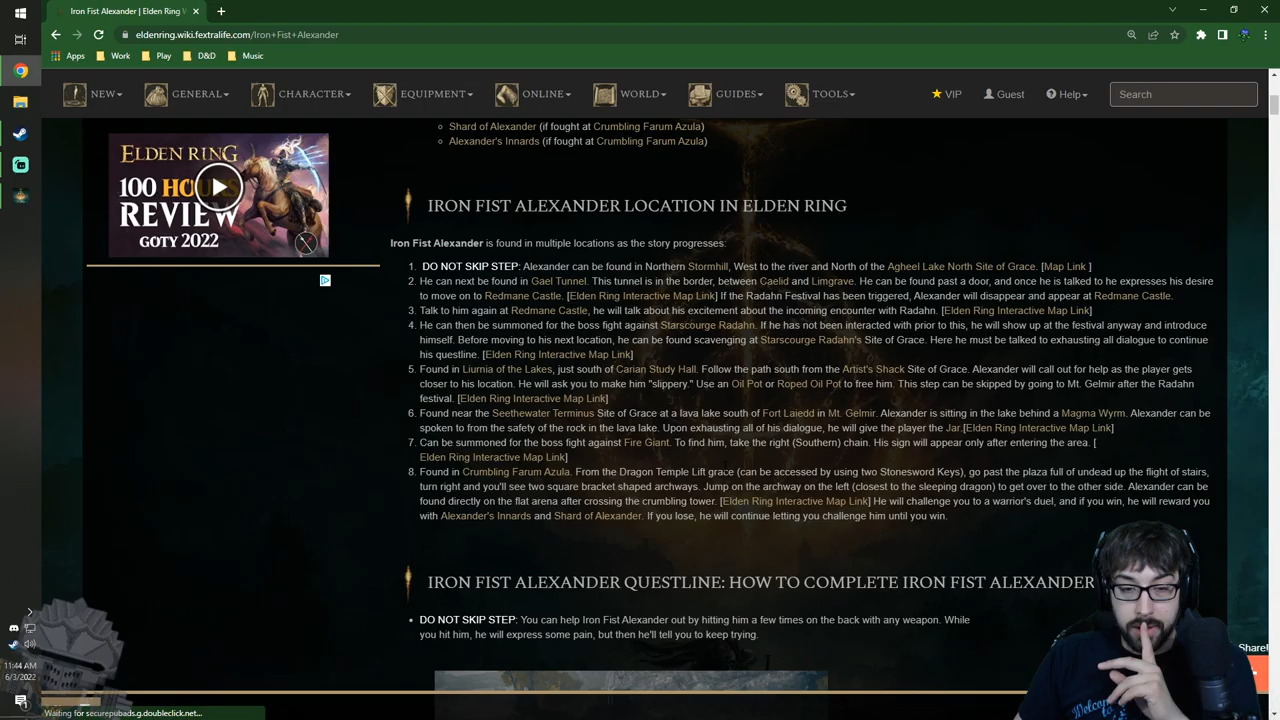 Iron Fist Alexander | Elden Ring W
eldenring.wiki.fextralife.com/Iron+Fist+Alexander
Apps Work Play D&D Music
NEW GENERAL CHARACTER EQUIPMENT ONLINE WORLD GUIDES TOOLS VIP Guest Help Search
Shard of Alexander (if fought at Crumbling Farum Azula)
Alexander's Innards (if fought at Crumbling Farum Azula)
ELDEN RING
100 HOURS
REVIEW
GOTY 2022
IRON FIST ALEXANDER LOCATION IN ELDEN RING
Iron Fist Alexander is found in multiple locations as the story progresses:
1. DO NOT SKIP STEP: Alexander can be found in Northern Stormhill, West to the river and North of the Agheel Lake North Site of Grace. [Map Link ]
2. He can next be found in Gael Tunnel. This tunnel is in the border, between Caelid and Limgrave. He can be found past a door, and once he is talked to he expresses his desire
to move on to Redmane Castle. [Elden Ring Interactive Map Link] If the Radahn Festival has been triggered, Alexander will disappear and appear at Redmane Castle.
3. Talk to him again at Redmane Castle, he will talk about his excitement about the incoming encounter with Radahn. [Elden Ring Interactive Map Link]
4. He can then be summoned for the boss fight against Starscourge Radahn. If he has not been interacted with prior to this, he will show up at the festival anyway and introduce
himself. Before moving to his next location, he can be found scavenging at Starscourge Radahn's Site of Grace. Here he must be talked to exhausting all dialogue to continue
his questline. [Elden Ring Interactive Map Link]
5. Found in Liurnia of the Lakes, just south of Carian Study Hall. Follow the path south from the Artist's Shack Site of Grace. Alexander will call out for help as the player gets
closer to his location. He will ask you to make him "slippery." Use an Oil Pot or Roped Oil Pot to free him. This step can be skipped by going to Mt. Gelmir after the Radahn
festival. [Elden Ring Interactive Map Link]
6. Found near the Seethewater Terminus Site of Grace at a lava lake south of Fort Laiedd in Mt. Gelmir. Alexander is sitting in the lake behind a Magma Wyrm. Alexander can be
spoken to from the safety of the rock in the lava lake. Upon exhausting all of his dialogue, he will give the player the Jar.[Elden Ring Interactive Map Link]
7. Can be summoned for the boss fight against Fire Giant. To find him, take the right (Southern) chain. His sign will appear only after entering the area. [
Elden Ring Interactive Map Link]
8. Found in Crumbling Farum Azula. From the Dragon Temple Lift grace (can be accessed by using two Stonesword Keys), go past the plaza full of undead up the flight of stairs,
turn right and you'll see two square bracket shaped archways. Jump on the archway on the left (closest to the sleeping dragon) to get over to the other side. Alexander can be
found directly on the flat arena after crossing the crumbling tower. [Elden Ring Interactive Map Link] He will challenge you to a warrior's duel, and if you win, he will reward you
with Alexander's Innards and Shard of Alexander. If you lose, he will continue letting you challenge him until you win.
IRON FIST ALEXANDER QUESTLINE: HOW TO COMPLETE IRON FIST ALEXANDER
DO NOT SKIP STEP: You can help Iron Fist Alexander out by hitting him a few times on the back with any weapon. While
you hit him, he will express some pain, but then he'll tell you to keep trying.
Share!
11:44 AM
6/3/2022
Waiting for securepubads.g.doubleclick.net...
Welcome